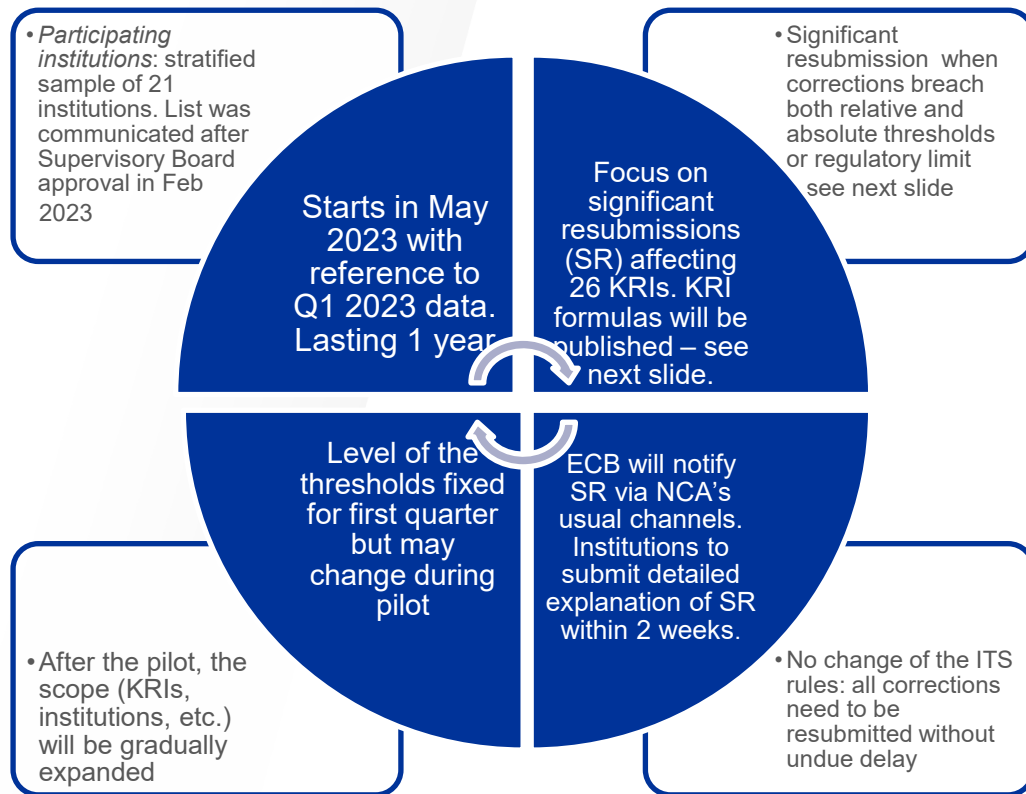 •Participating
institutions: stratified
sample of 21
institutions. List was
communicated after
Supervisory Board
approval in Feb
2023
Starts in May
2023 with
reference to
Q1 2023 data.
Lasting 1 year
•Significant
resubmission when
corrections breach
both relative and
absolute thresholds
or regulatory limit
see next slide
Focus on
significant
resubmissions
(SR) affecting
26 KRIs. KRI
formulas will be
published – see
next slide.
Level of the
thresholds fixed
for first quarter
but may
change during
pilot
•After the pilot, the
scope (KRIs,
institutions, etc.)
will be gradually
expanded
ECB will notify
SR via NCA's
usual channels.
Institutions to
submit detailed
explanation of SR
within 2 weeks.
•No change of the ITS
rules: all corrections
need to be
resubmitted without
undue delay